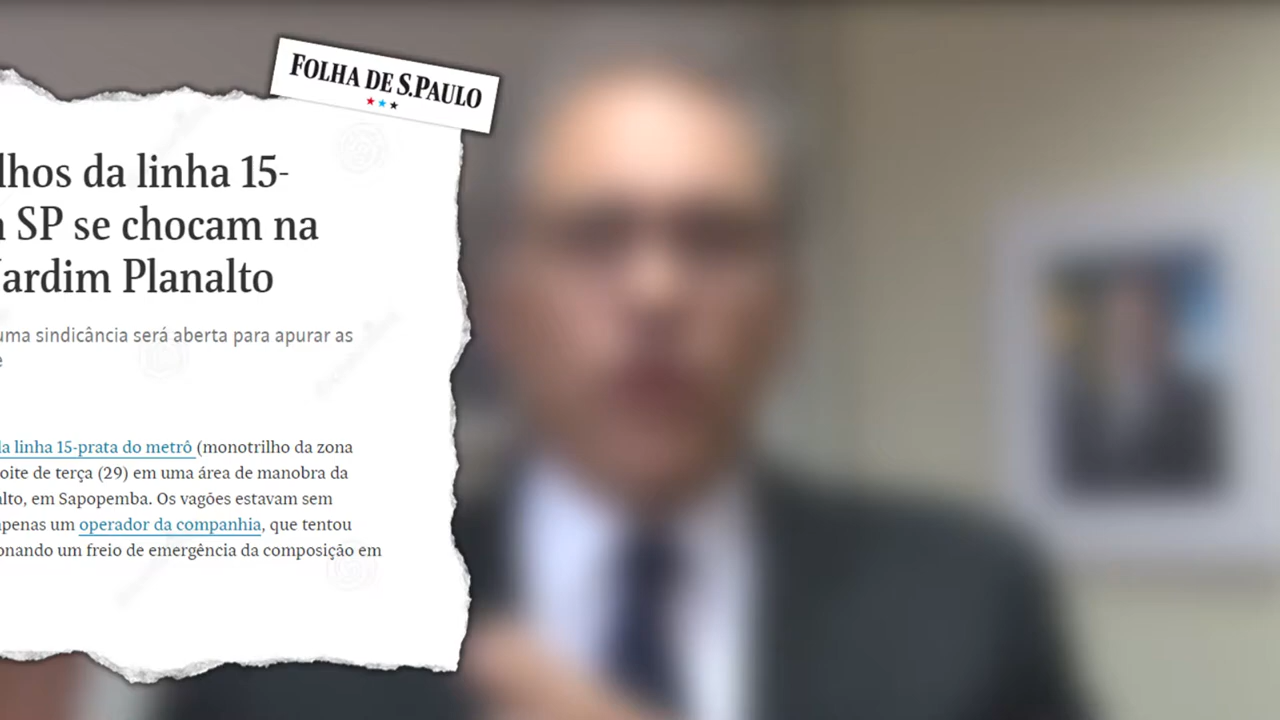 FOLHA DE S.PAULO
lhos da linha 15-
SP se chocam na
ardim Planalto
uma sindicância será aberta para apurar as
la linha 15-prata do metrô (monotrilho da zona
oite de terça (29) em uma área de manobra da
alto, em Sapopemba. Os vagões estavam sem
apenas um operador da companhia, que tentou
onando um freio de emergência da composição em